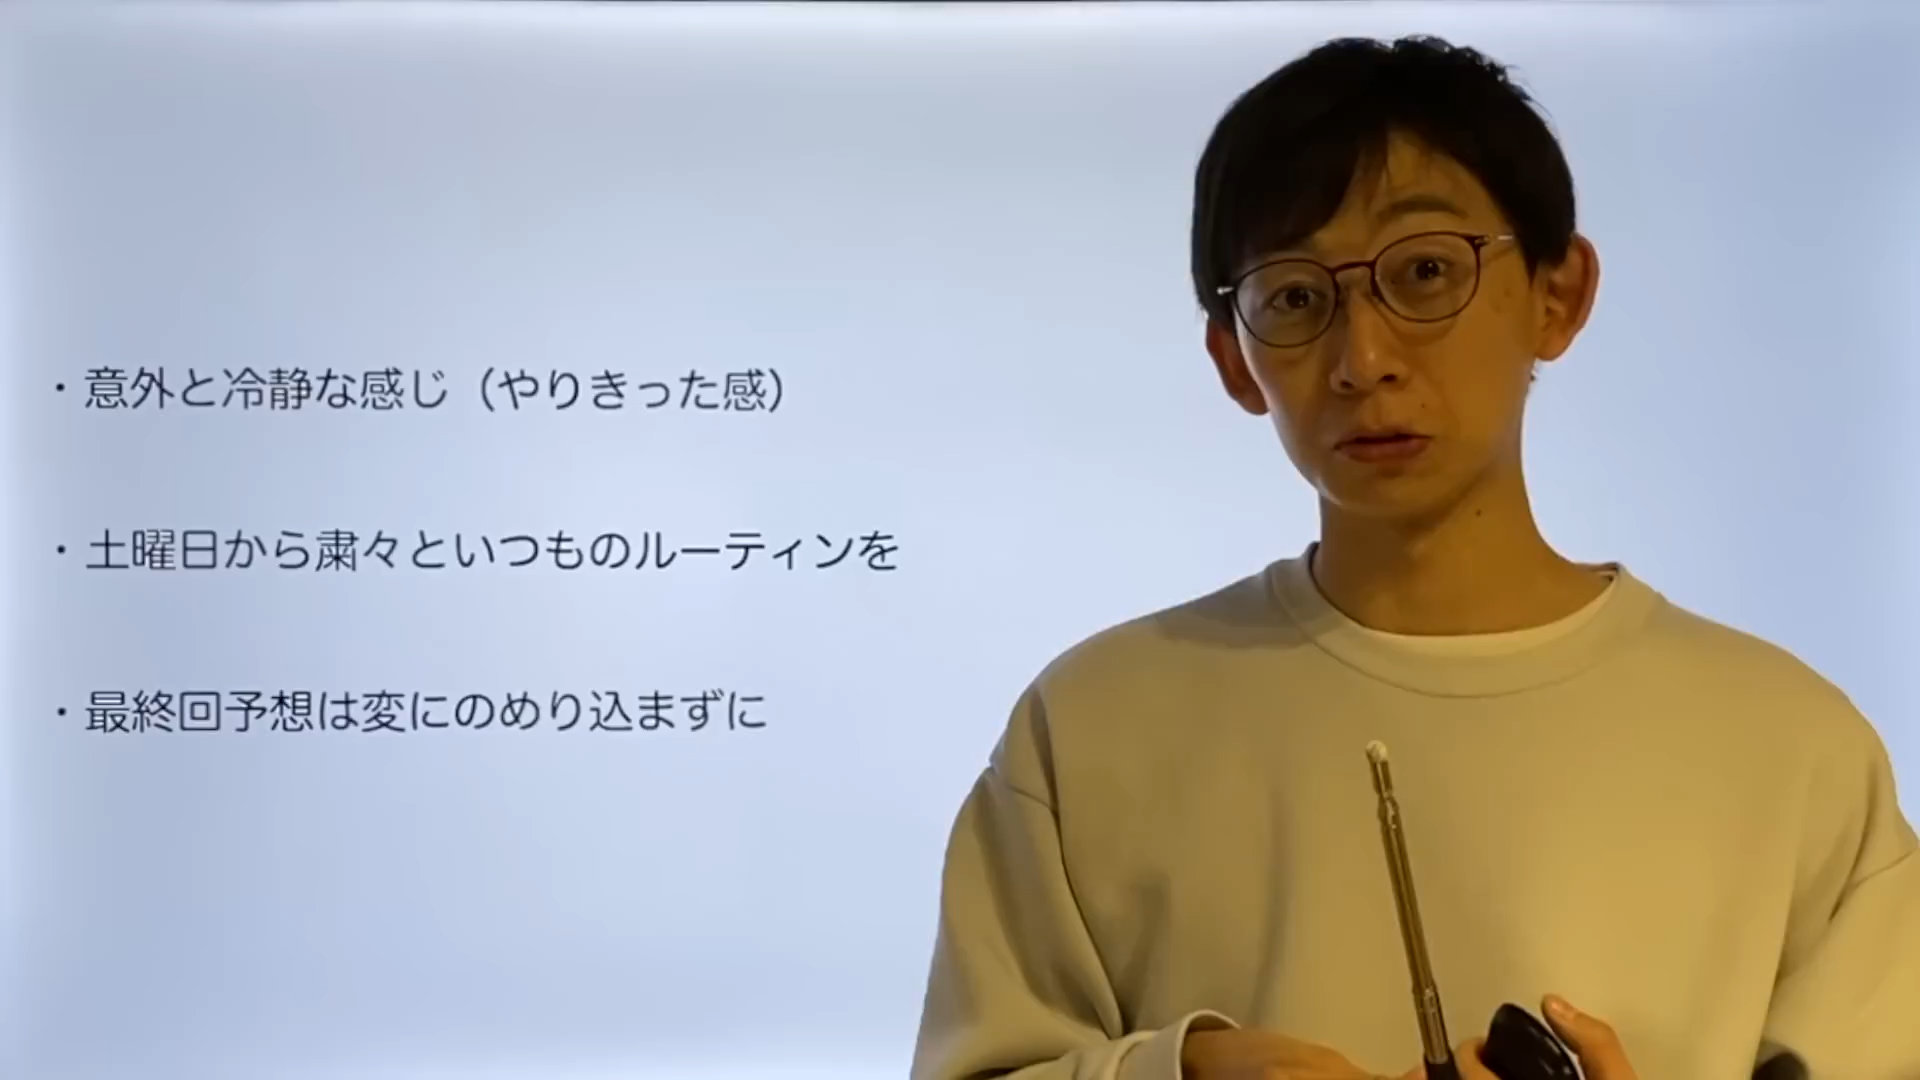 ・意外と冷静な感じ（やりきった感）
・土曜日から粛々といつものルーティンを
・最終回予想は変にのめり込まずに